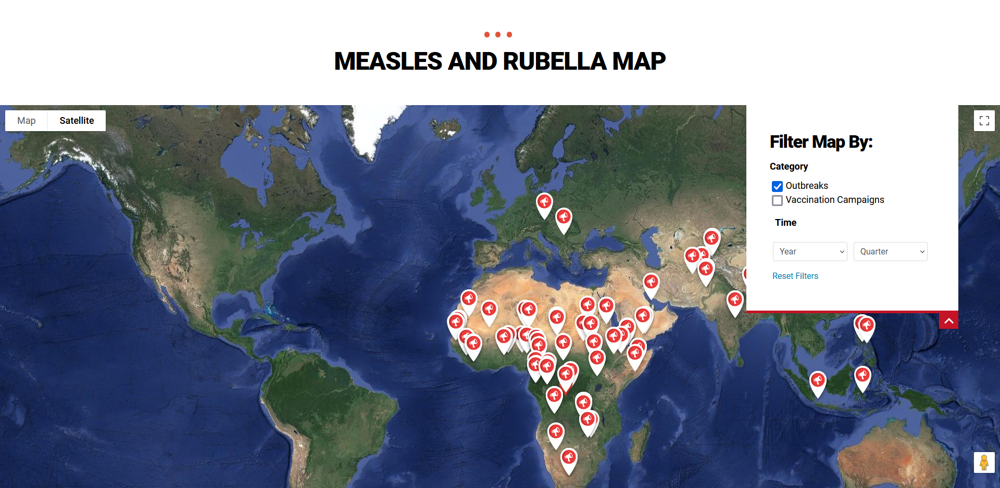 MEASLES AND RUBELLA MAP
Map
Satellite
Filter Map By:
Category
Outbreaks
Vaccination Campaigns
Time
Year
Quarter
Reset Filters